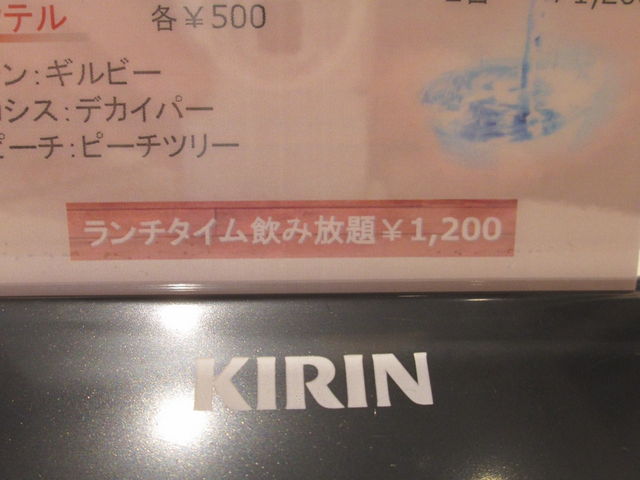 テル 各￥500
ン：ギルビー
シス：デカイパー
ピーチ：ピーチツリー
ランチタイム飲み放題￥1,200
KIRIN